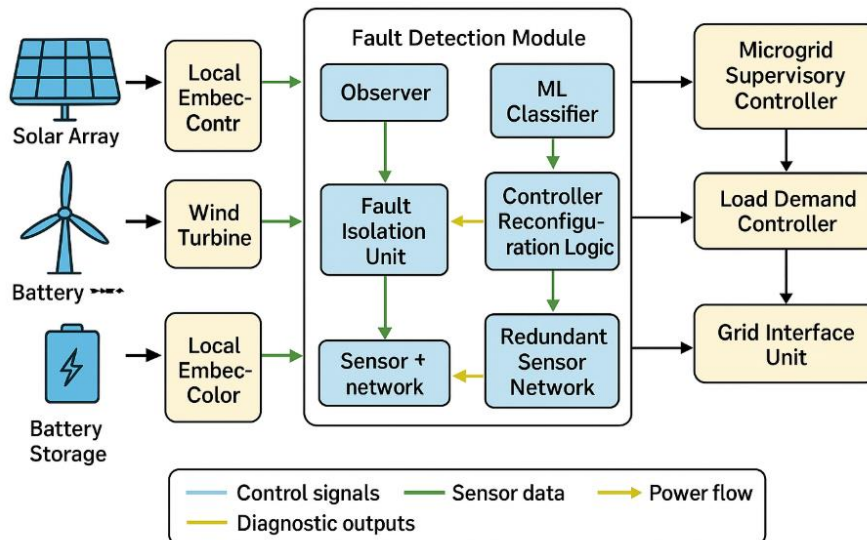 Fault Detection Module
Solar Array
Local
Embec-
Contr
Observer
ML
Classifier
Microgrid
Supervisory
Controller
Battery
Wind
Turbine
Fault
Isolation
Unit
Controller
Reconfigu-
ration Logic
Load Demand
Controller
Battery
Storage
Local
Embec-
Color
Sensor +
network
Redundant
Sensor
Network
Grid Interface
Unit
Control signals
Sensor data
Power flow
Diagnostic outputs